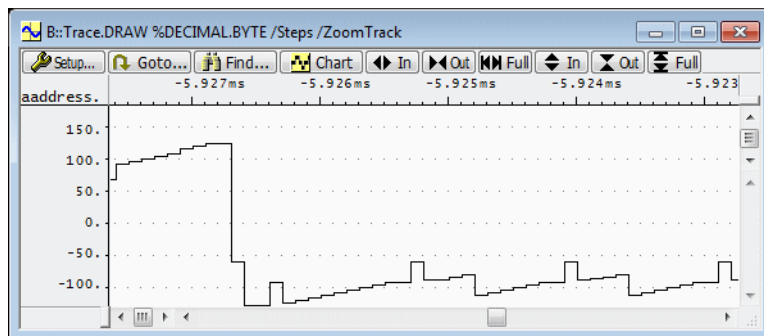 B::Trace.DRAW %DECIMAL.BYTE /Steps /ZoomTrack
Setup... Goto... Find... Chart In Out Full In Out Full
-5.927ms -5.926ms -5.925ms -5.924ms -5.923
aaddress.
150.
100.
50.
0.
-50.
-100.